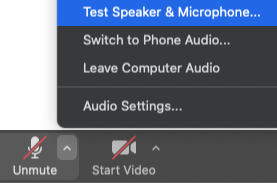 Test Speaker & Microphone...
Switch to Phone Audio...
Leave Computer Audio
Audio Settings...
Unmute
Start Video